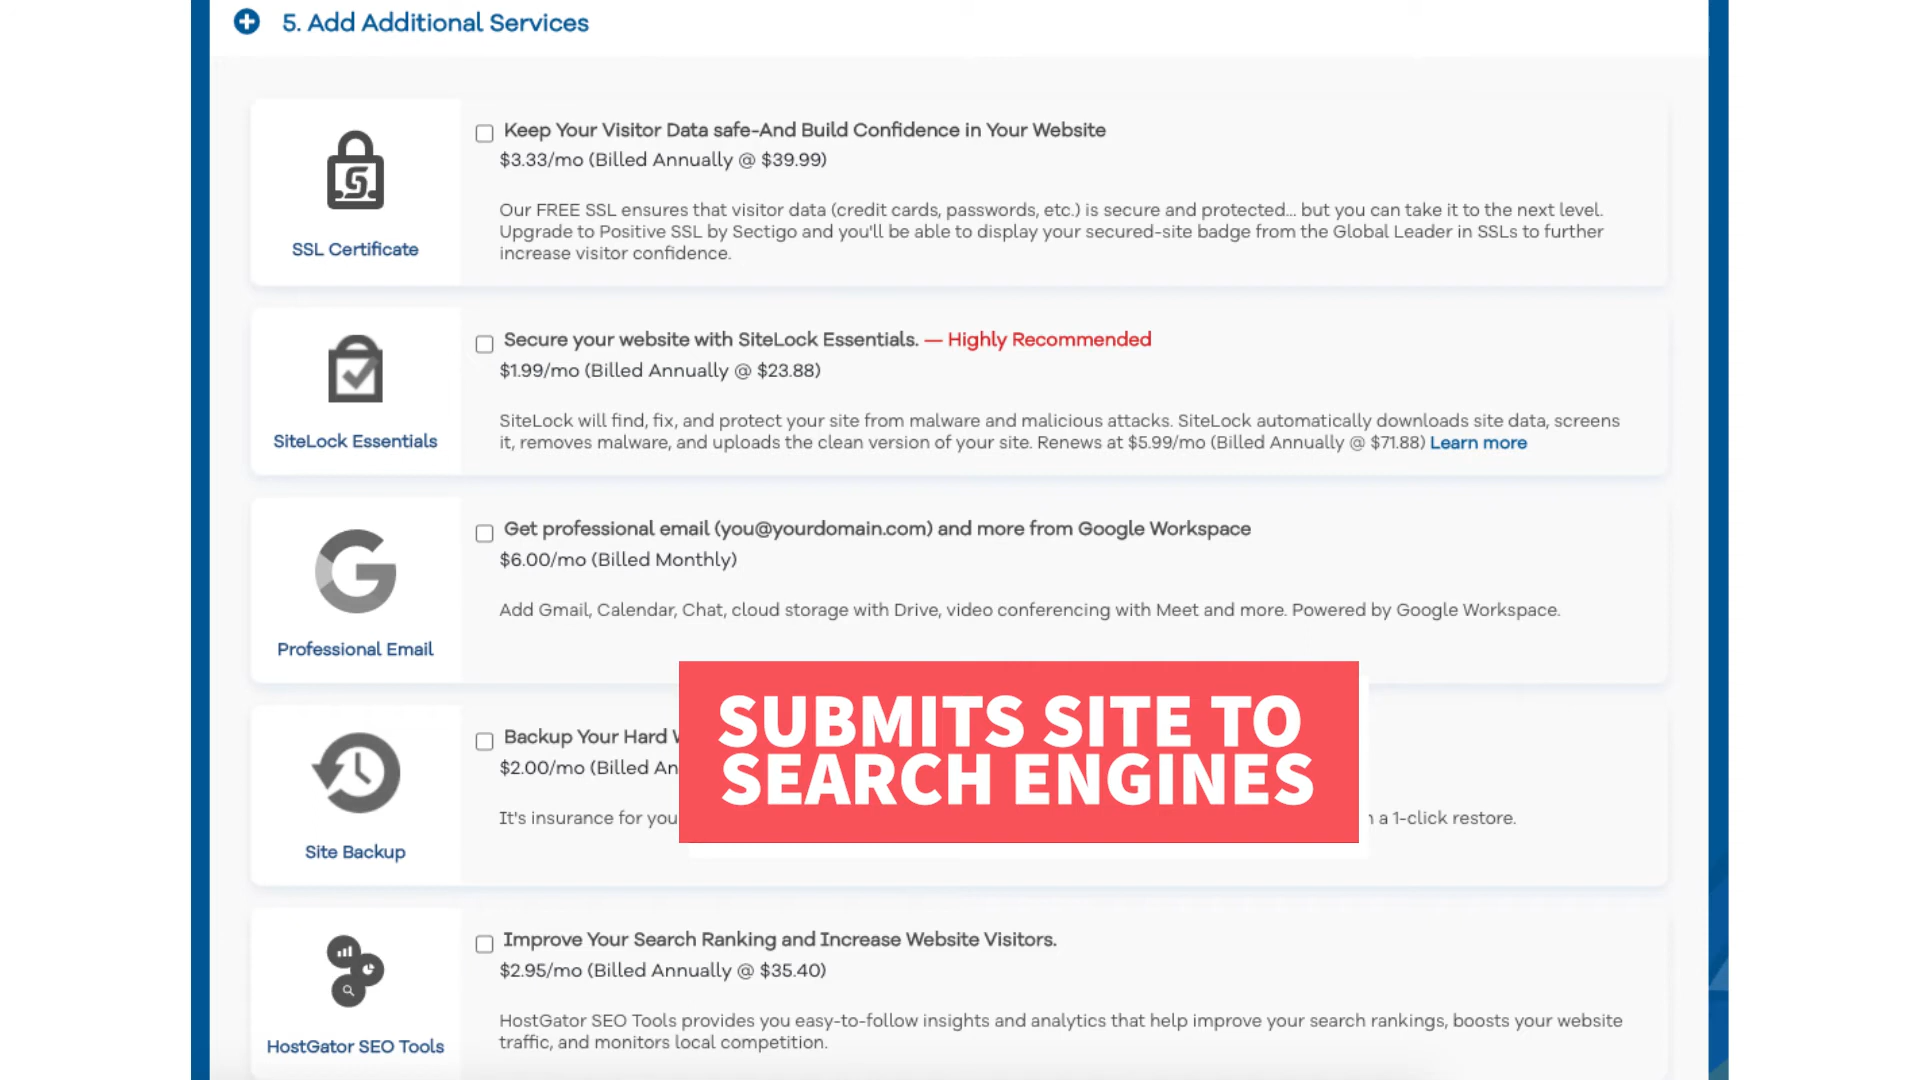 5. Add Additional Services
Keep Your Visitor Data safe-And Build Confidence in Your Website
$3.33/mo (Billed Annually @ $39.99)
Our FREE SSL ensures that visitor data (credit cards, passwords, etc.) is secure and protected... but you can take it to the next level.
Upgrade to Positive SSL by Sectigo and you'll be able to display your secured-site badge from the Global Leader in SSLs to further
increase visitor confidence.
SSL Certificate
Secure your website with SiteLock Essentials. — Highly Recommended
$1.99/mo (Billed Annually @ $23.88)
SiteLock will find, fix, and protect your site from malware and malicious attacks. SiteLock automatically downloads site data, screens
it, removes malware, and uploads the clean version of your site. Renews at $5.99/mo (Billed Annually @ $71.88) Learn more
SiteLock Essentials
Get professional email (you@yourdomain.com) and more from Google Workspace
$6.00/mo (Billed Monthly)
Add Gmail, Calendar, Chat, cloud storage with Drive, video conferencing with Meet and more. Powered by Google Workspace.
Professional Email
Backup Your Hard
$2.00/mo (Billed
It's insurance for
a 1-click restore.
Site Backup
SUBMITS SITE TO
SEARCH ENGINES
Improve Your Search Ranking and Increase Website Visitors.
$2.95/mo (Billed Annually @ $35.40)
HostGator SEO Tools provides you easy-to-follow insights and analytics that help improve your search rankings, boosts your website
traffic, and monitors local competition.
HostGator SEO Tools